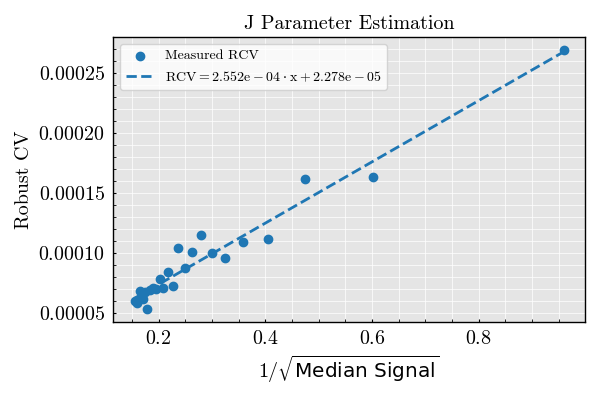 J Parameter Estimation
Measured RCV
RCV = 2.552e − 04 · x + 2.278e − 05
Robust CV
0.00025
0.00020
0.00015
0.00010
0.00005
0.2 0.4 0.6 0.8
1/√Median Signal